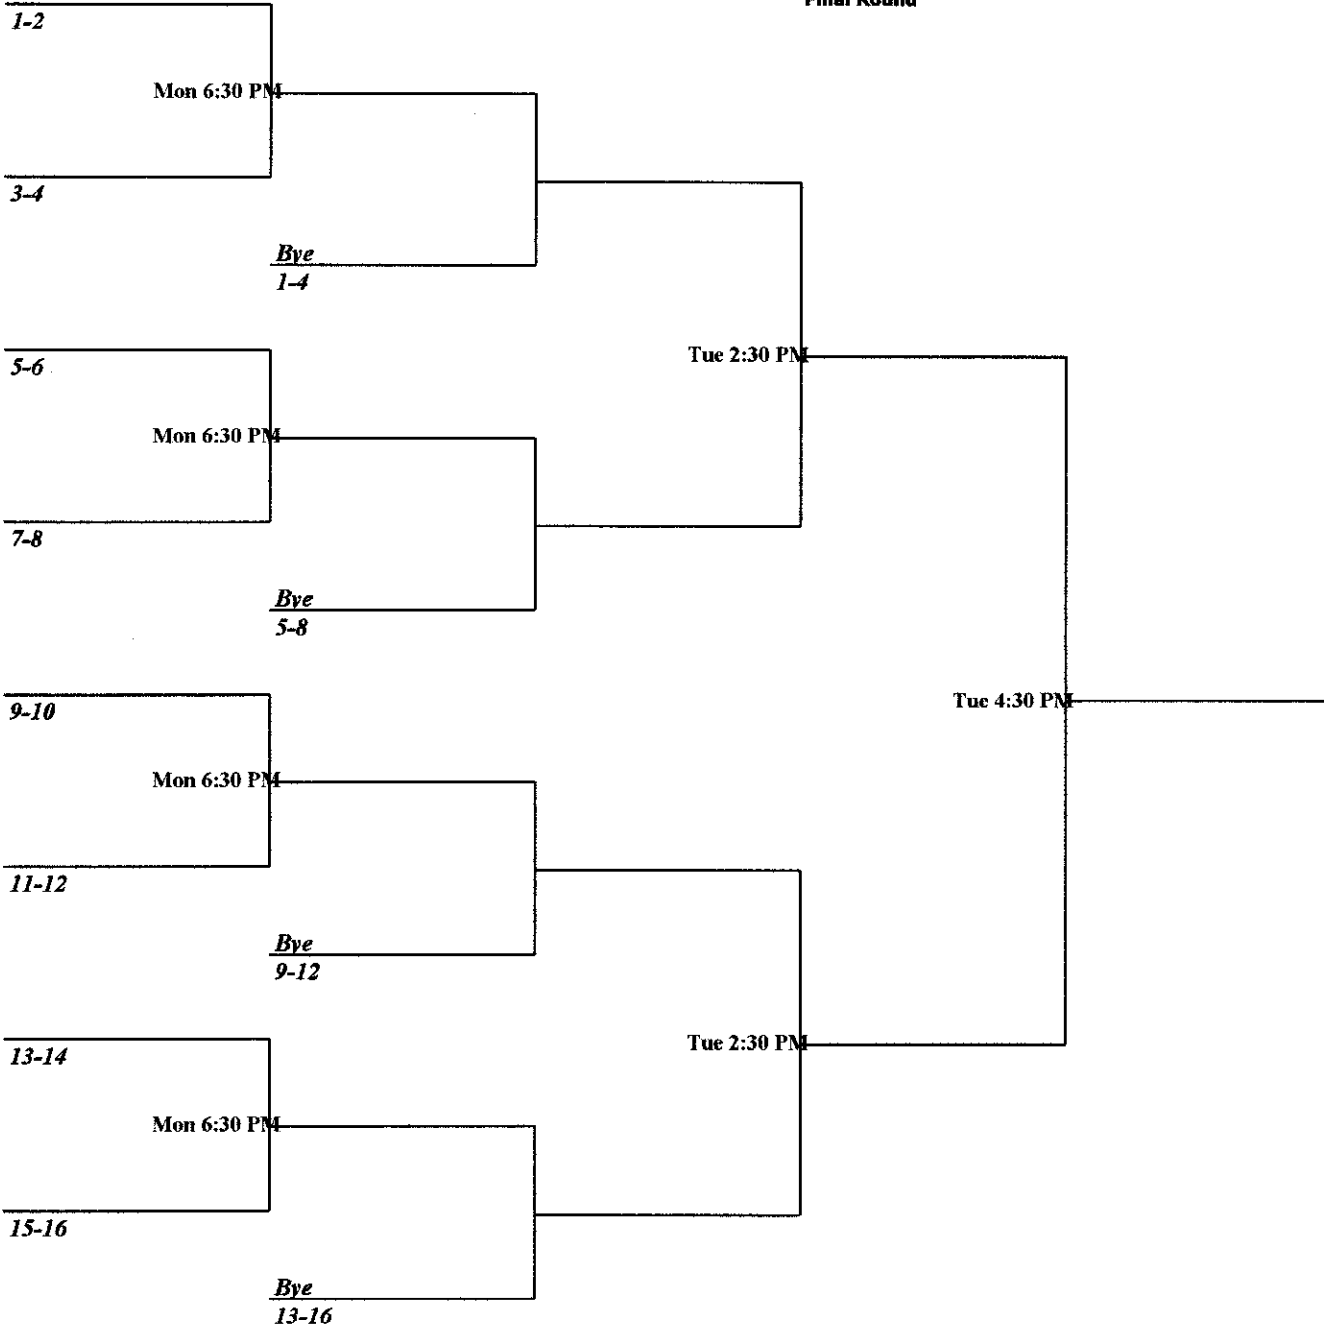 Final Round
1-2
Mon 6:30 PM
3-4
Bye
1-4
5-6
Tue 2:30 PM
Mon 6:30 PM
7-8
Bye
5-8
9-10
Tue 4:30 PM
Mon 6:30 PM
11-12
Bye
9-12
13-14
Tue 2:30 PM
Mon 6:30 PM
15-16
Bye
13-16